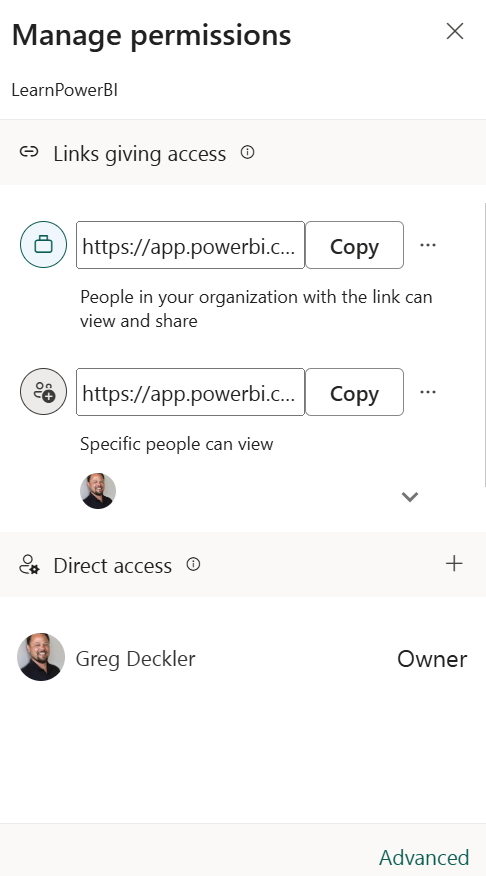 Manage permissions
LearnPowerBI
Links giving access
https://app.powerbi.c...
Copy
...
People in your organization with the link can
view and share
https://app.powerbi.c...
Copy
...
Specific people can view
Direct access
Greg Deckler
Owner
Advanced